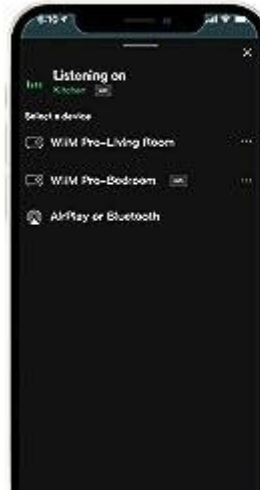 Listening on
Kitchen
Select a device
WiiM Pro-Living Room
WiiM Pro-Bedroom
AirPlay or Bluetooth